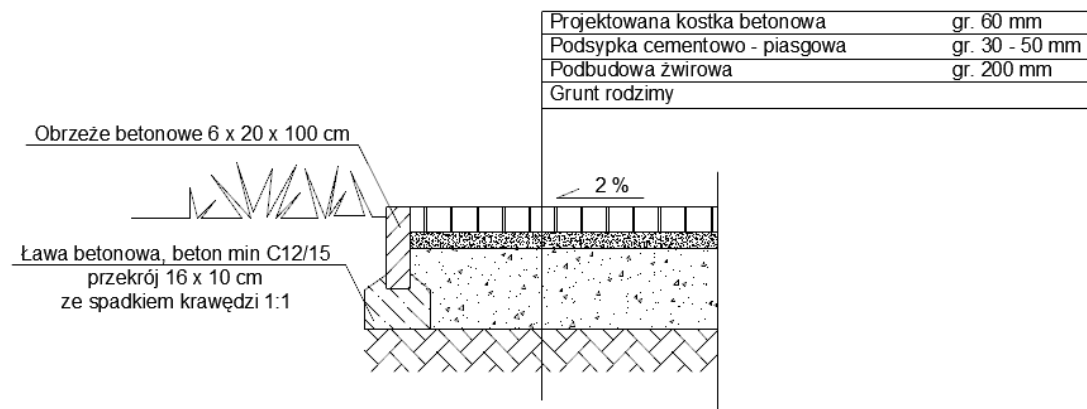 Projektowana kostka betonowa gr. 60 mm
Podsypka cementowo - piasgowa gr. 30 - 50 mm
Podbudowa żwirowa gr. 200 mm
Grunt rodzimy
Obrzeże betonowe 6 x 20 x 100 cm
2 %
Ława betonowa, beton min C12/15
przekrój 16 x 10 cm
ze spadkiem krawędzi 1:1